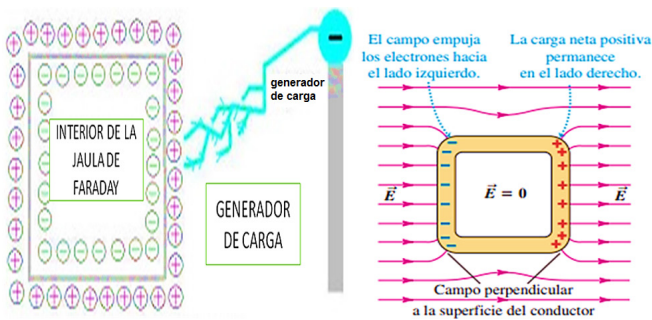 INTERIOR DE LA
JAULA DE
FARADAY
generador
de carga
GENERADOR
DE CARGA
El campo empuja
los electrones hacia
el lado izquierdo.
La carga neta positiva
permanece
en el lado derecho.
E
E = 0
E
Campo perpendicular
a la superficie del conductor